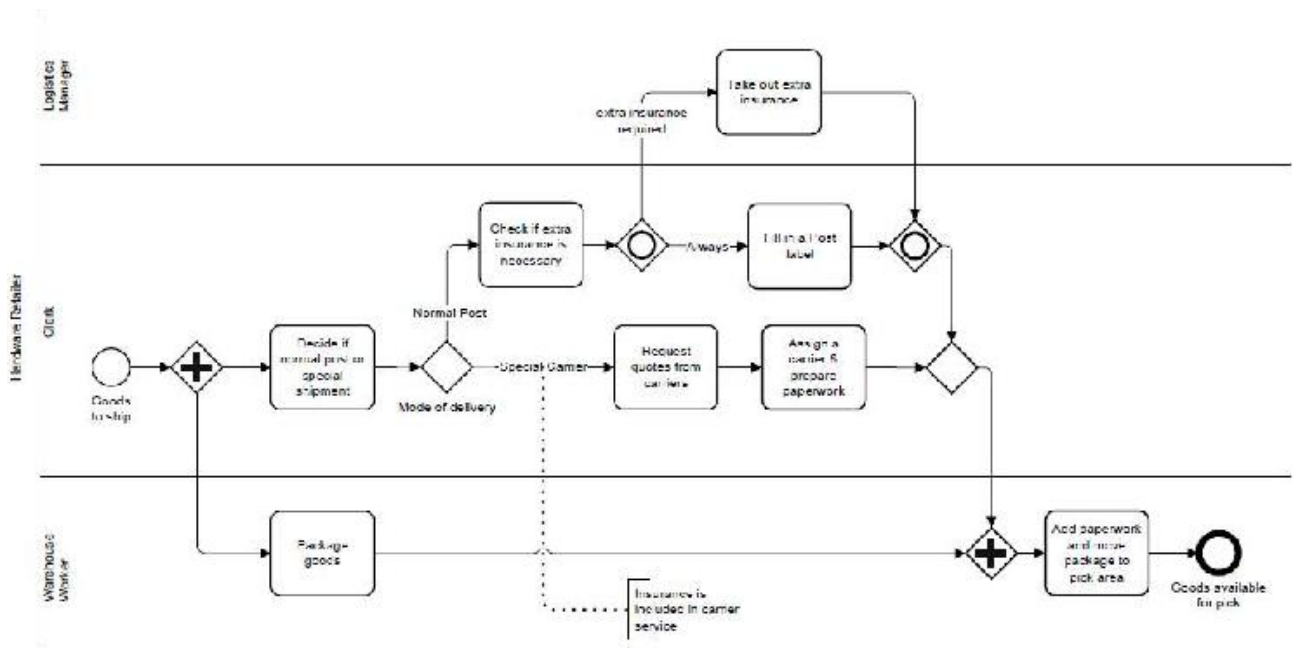 Hardware Retailer
Logistics
Manager
Take out extra
insurance
extra insurance
required
Clerk
Check if extra
insurance is
necessary
Always
Fill in a Post
label
Normal Post
Goods
to ship
Decide if
normal post or
special
shipment
Mode of delivery
Special Carrier
Request
quotes from
carriers
Assign a
carrier &
prepare
paperwork
Warehouse
Worker
Package
goods
Insurance is
included in carrier
service
Add paperwork
and move
package to
pick area
Goods available
for pick